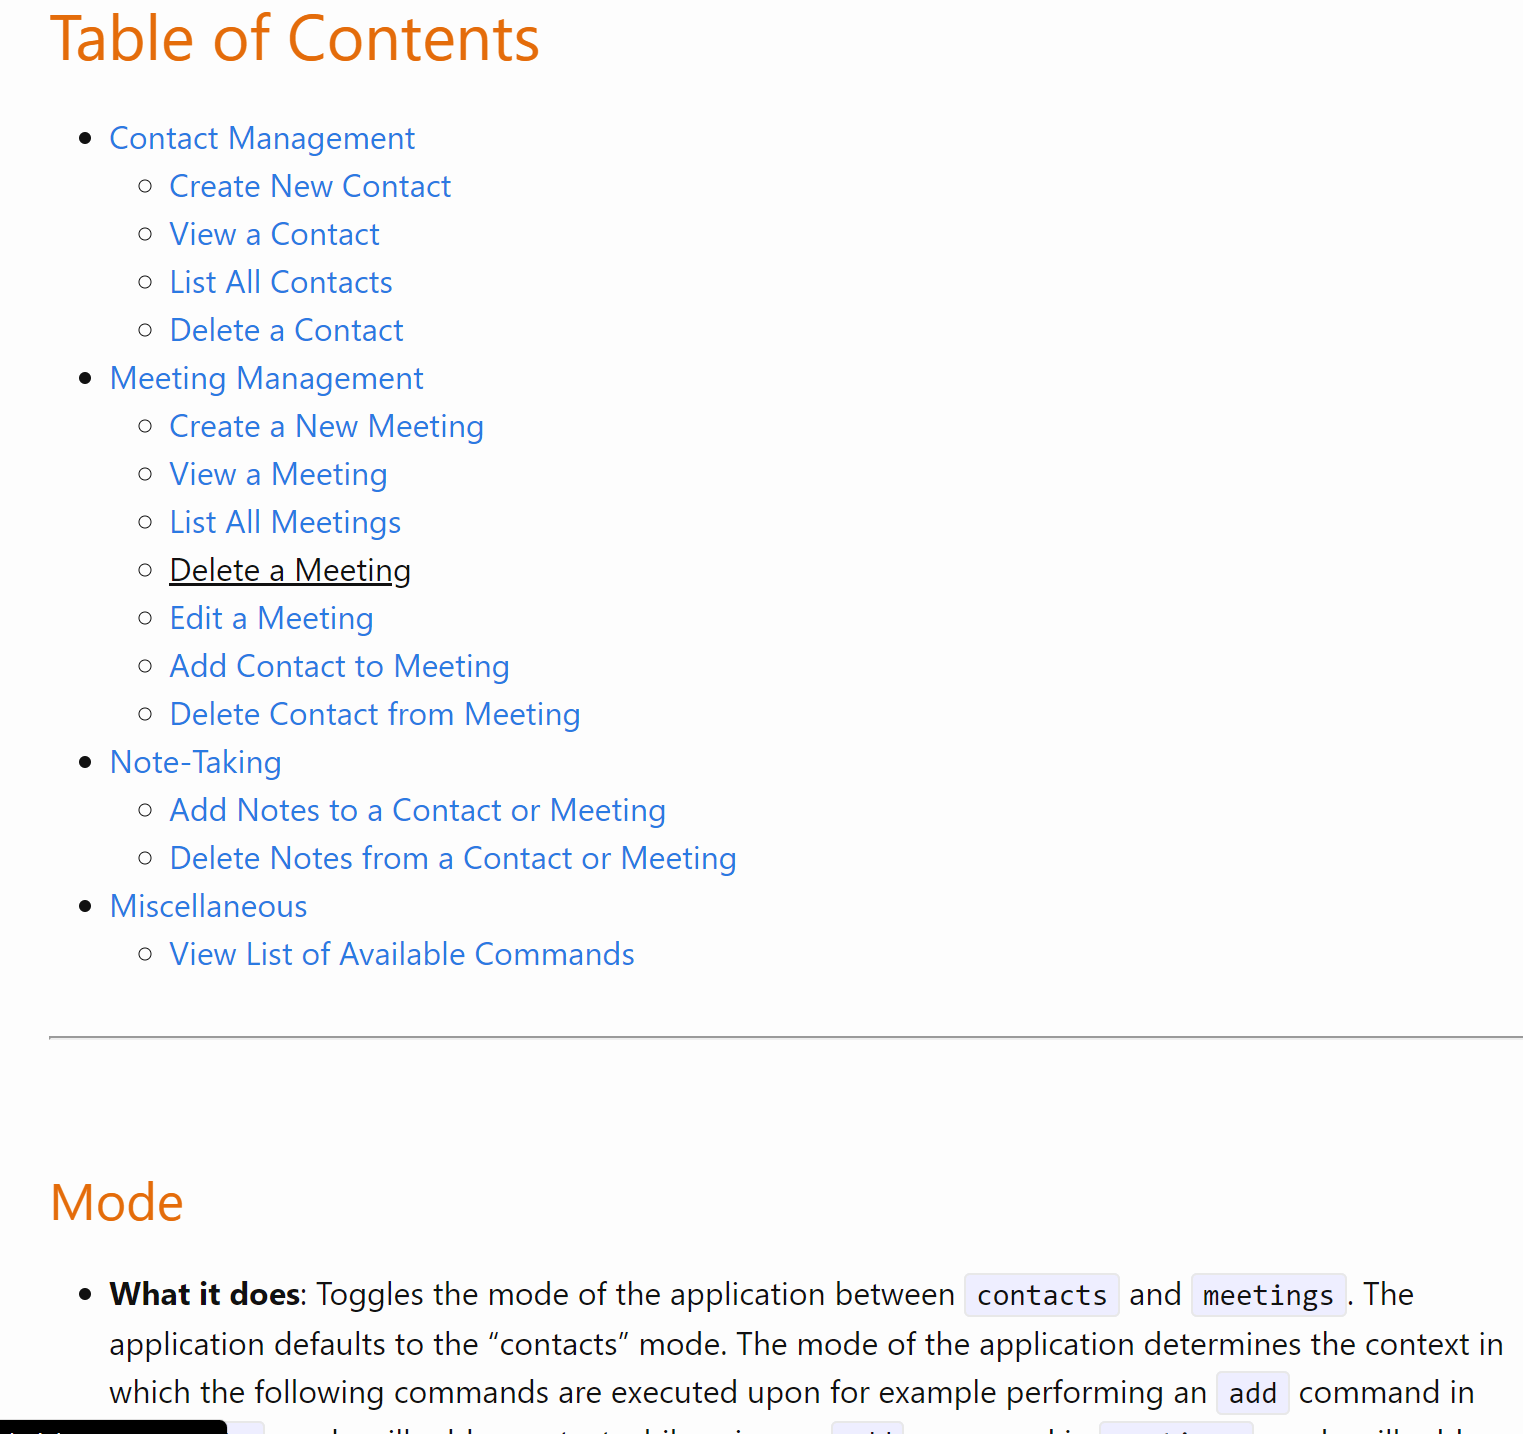 Table of Contents
Contact Management
Create New Contact
View a Contact
List All Contacts
Delete a Contact
Meeting Management
Create a New Meeting
View a Meeting
List All Meetings
Delete a Meeting
Edit a Meeting
Add Contact to Meeting
Delete Contact from Meeting
Note-Taking
Add Notes to a Contact or Meeting
Delete Notes from a Contact or Meeting
Miscellaneous
View List of Available Commands
Mode
What it does: Toggles the mode of the application between contacts and meetings. The
application defaults to the “contacts” mode. The mode of the application determines the context in
which the following commands are executed upon for example performing an add command in